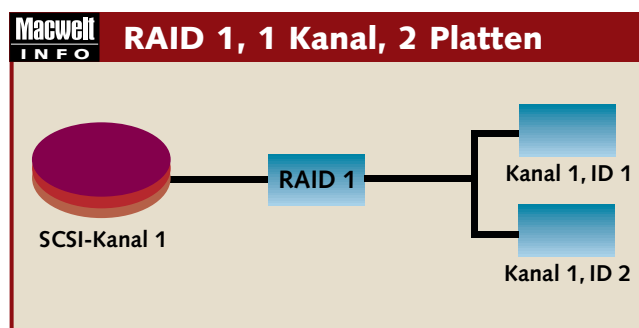 Macwelt
INFO
RAID 1, 1 Kanal, 2 Platten
SCSI-Kanal 1
RAID 1
Kanal 1, ID 1
Kanal 1, ID 2